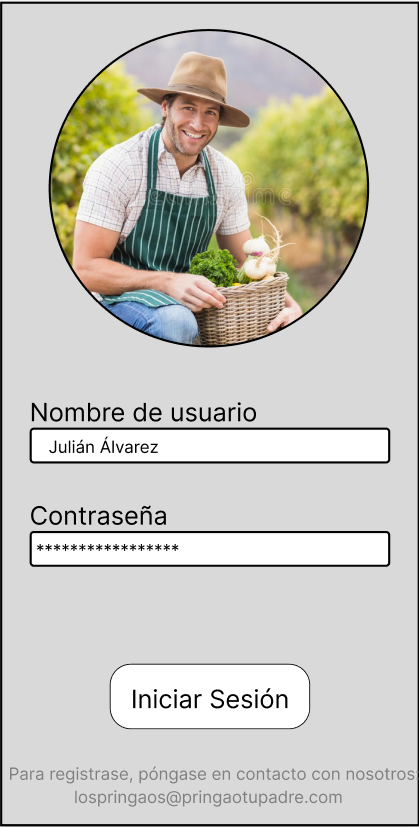 Nombre de usuario
Julián Álvarez
Contraseña
*****************
Iniciar Sesión
Para registrase, póngase en contacto con nosotros:
lospringaos@pringaotupadre.com